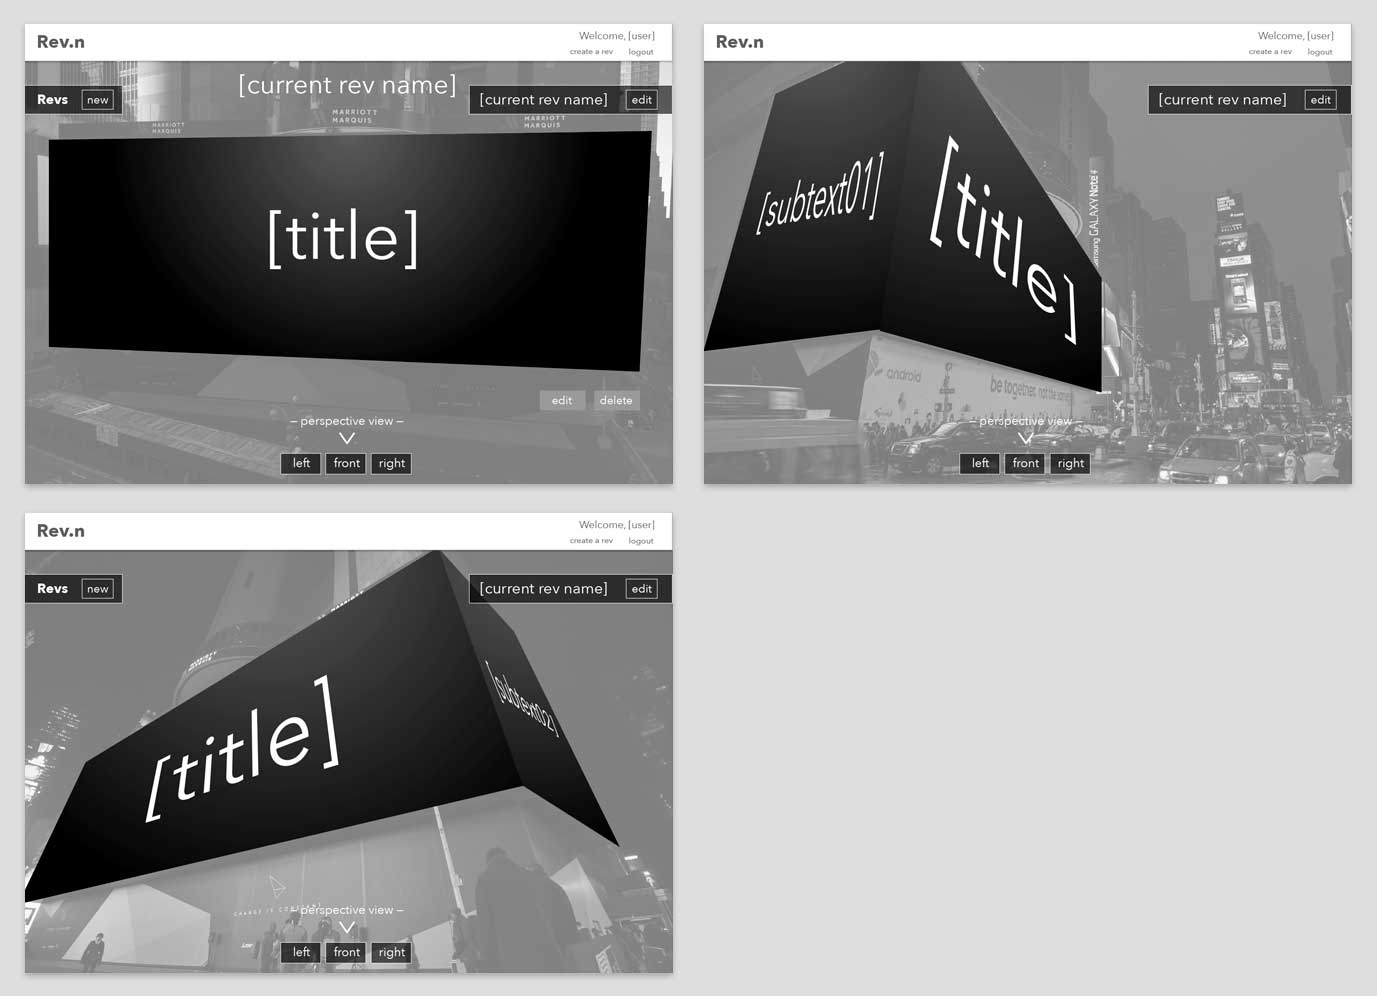 Rev.n
Welcome, [user]
create a rev logout
[current rev name]
Revs new
[current rev name] edit
MARRIOTT
MARQUIS
MARRIOTT
MARQUIS
MARRIOTT
MARQUIS
[title]
edit delete
– perspective view –
left front right
Rev.n
Welcome, [user]
create a rev logout
[current rev name] edit
[subtext01]
[title]
Samsung GALAXY Note 4
android
be together. not the same.
– perspective view –
left front right
Rev.n
Welcome, [user]
create a rev logout
Revs new
[current rev name] edit
MARRIOTT
[title]
[subtext02]
– perspective view –
left front right